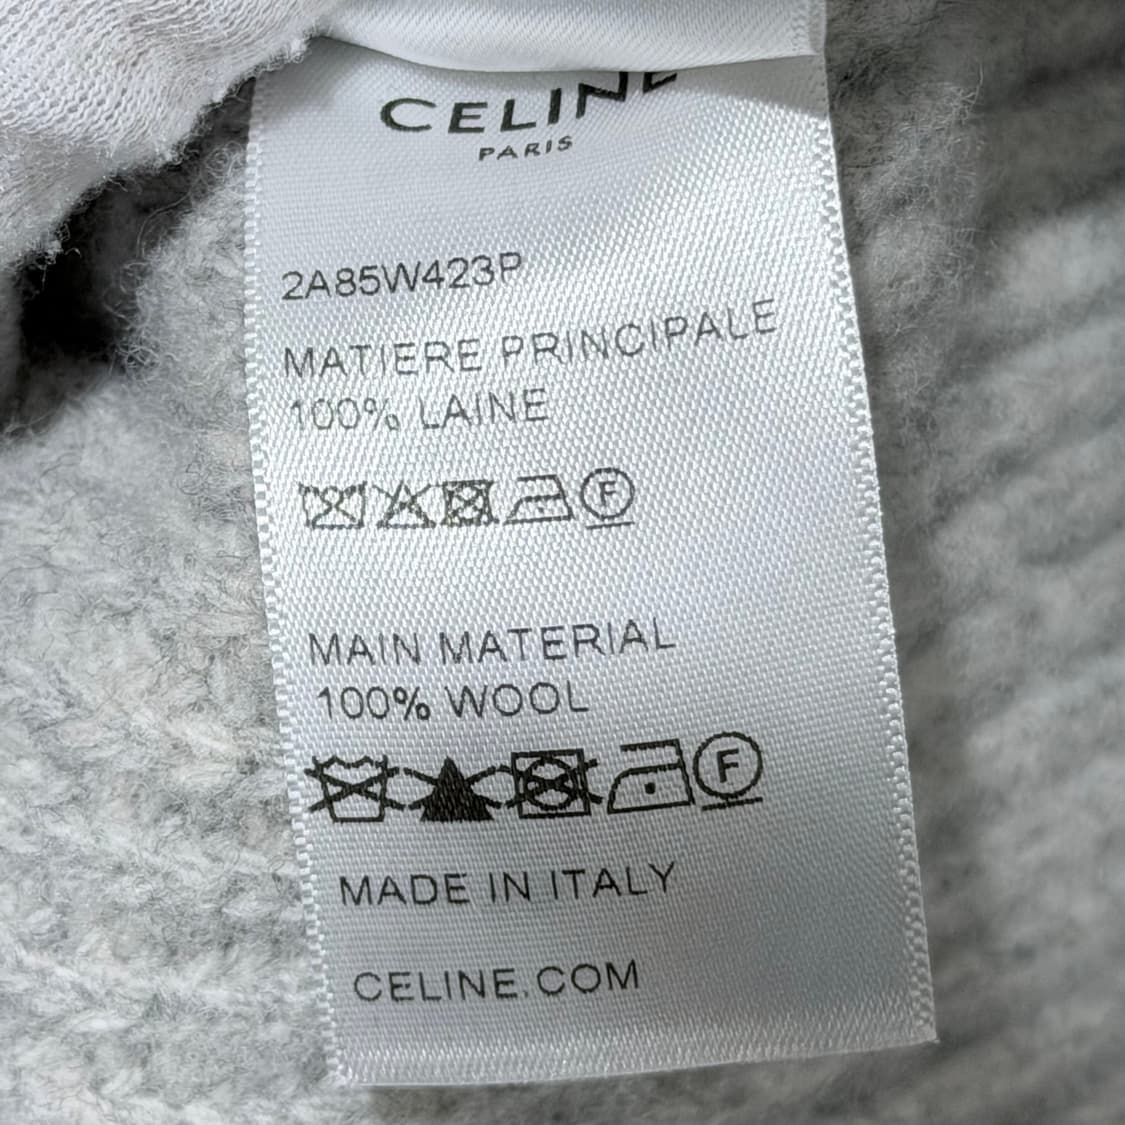 CELINE
PARIS
2A85W423P
MATIERE PRINCIPALE
100% LAINE
F
MAIN MATERIAL
100% WOOL
F
MADE IN ITALY
CELINE.COM